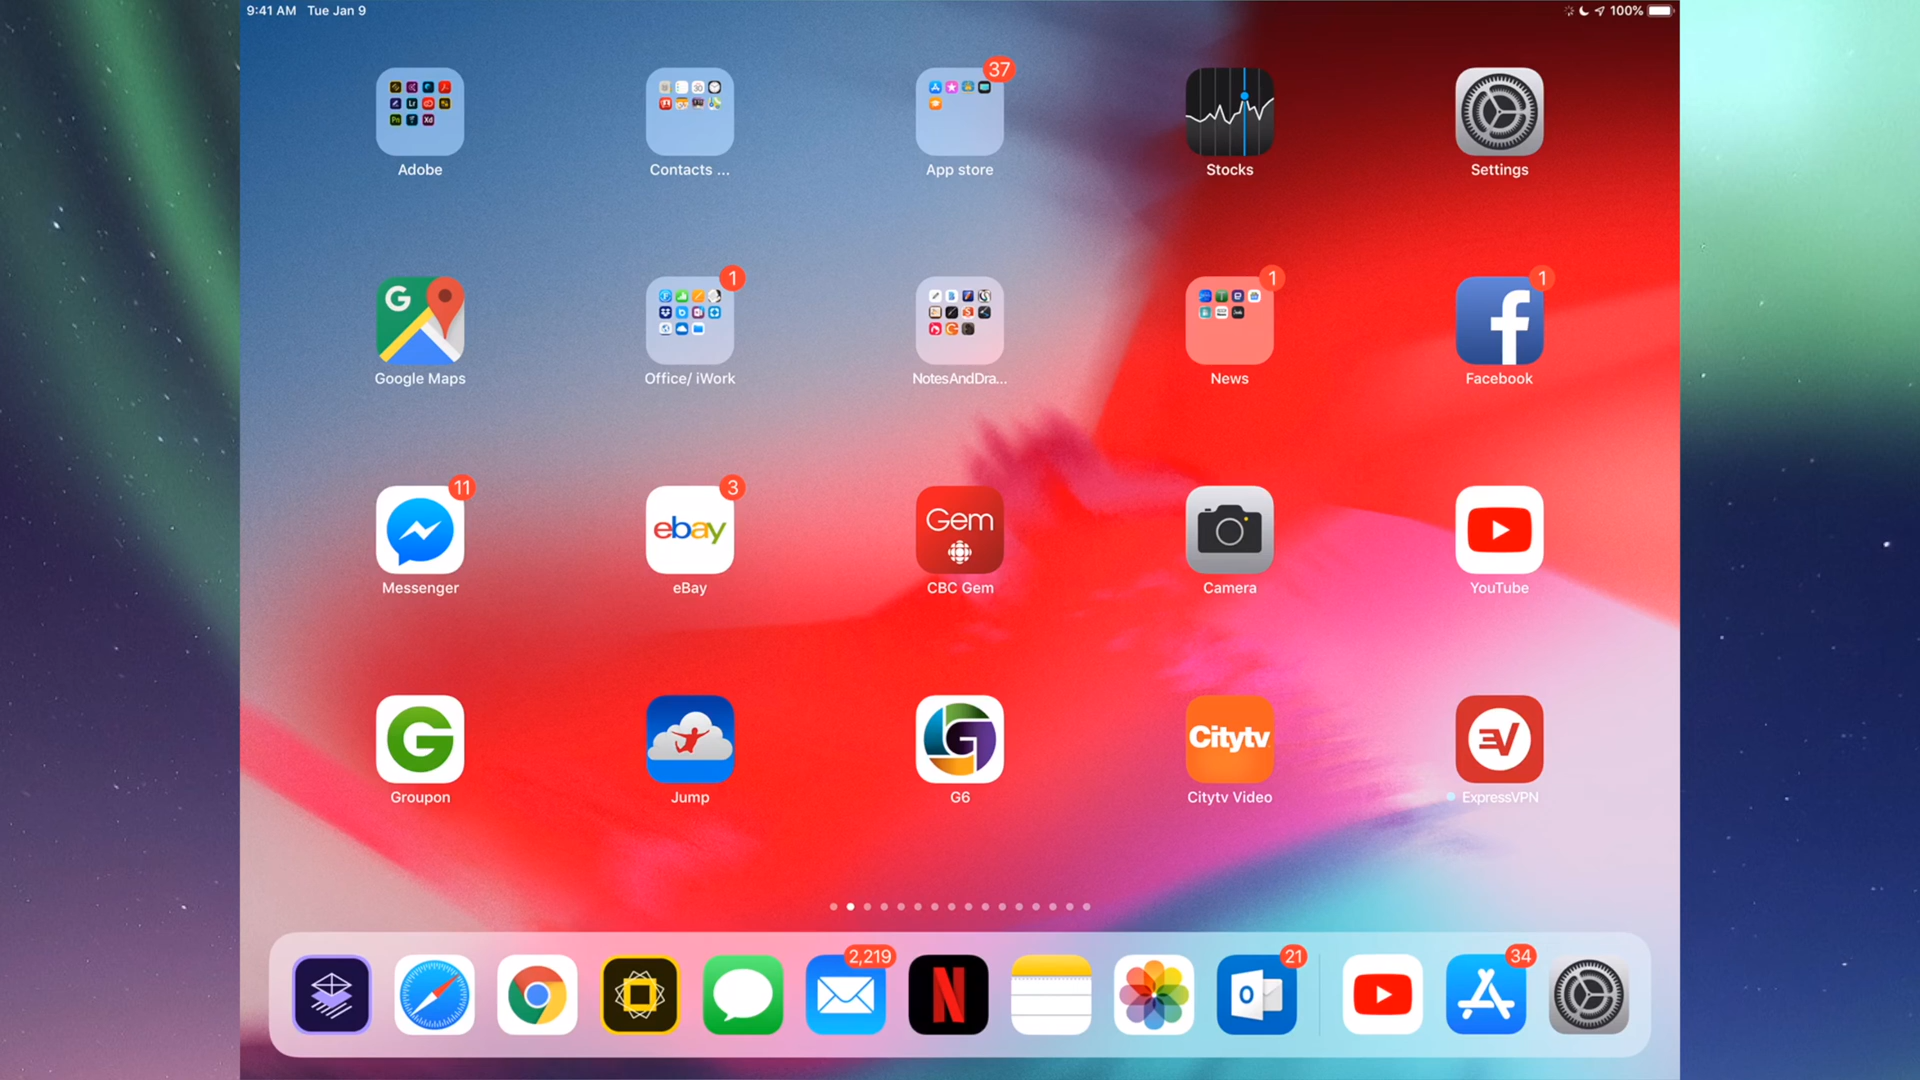 9:41 AM Tue Jan 9
100%
37
Adobe
Contacts ...
App store
Stocks
Settings
1
1
1
G
Google Maps
Office/ iWork
NotesAndDra...
News
Facebook
11
3
ebay
Gem
Messenger
eBay
CBC Gem
Camera
YouTube
G
G
Citytv
EV
Groupon
Jump
G6
Citytv Video
ExpressVPN
2,219
21
34
N
O